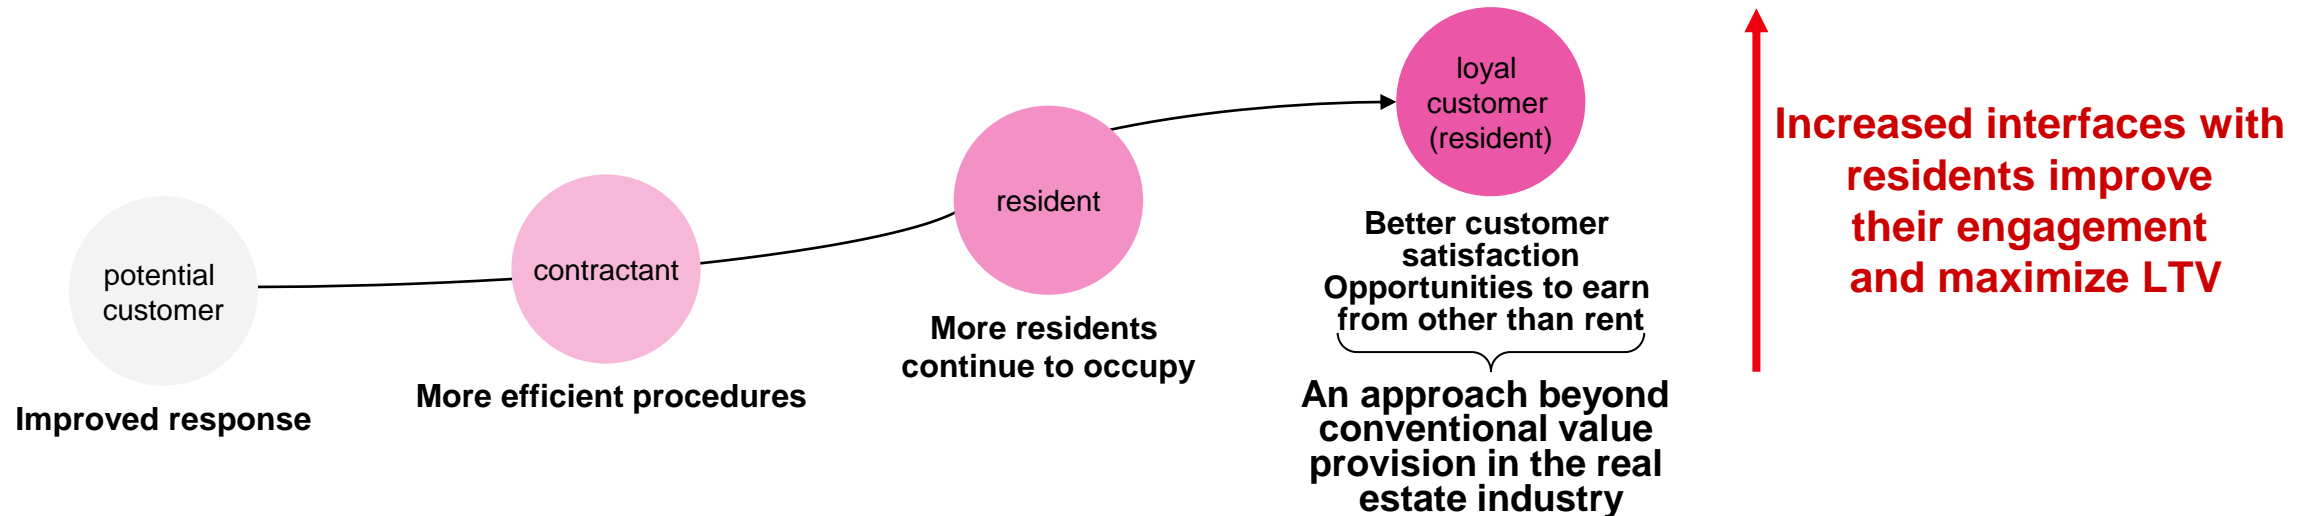 potential
customer
Improved response
contractant
More efficient procedures
resident
More residents
continue to occupy
loyal
customer
(resident)
Better customer
satisfaction
Opportunities to earn
from other than rent
An approach beyond
conventional value
provision in the real
estate industry
Increased interfaces with
residents improve
their engagement
and maximize LTV